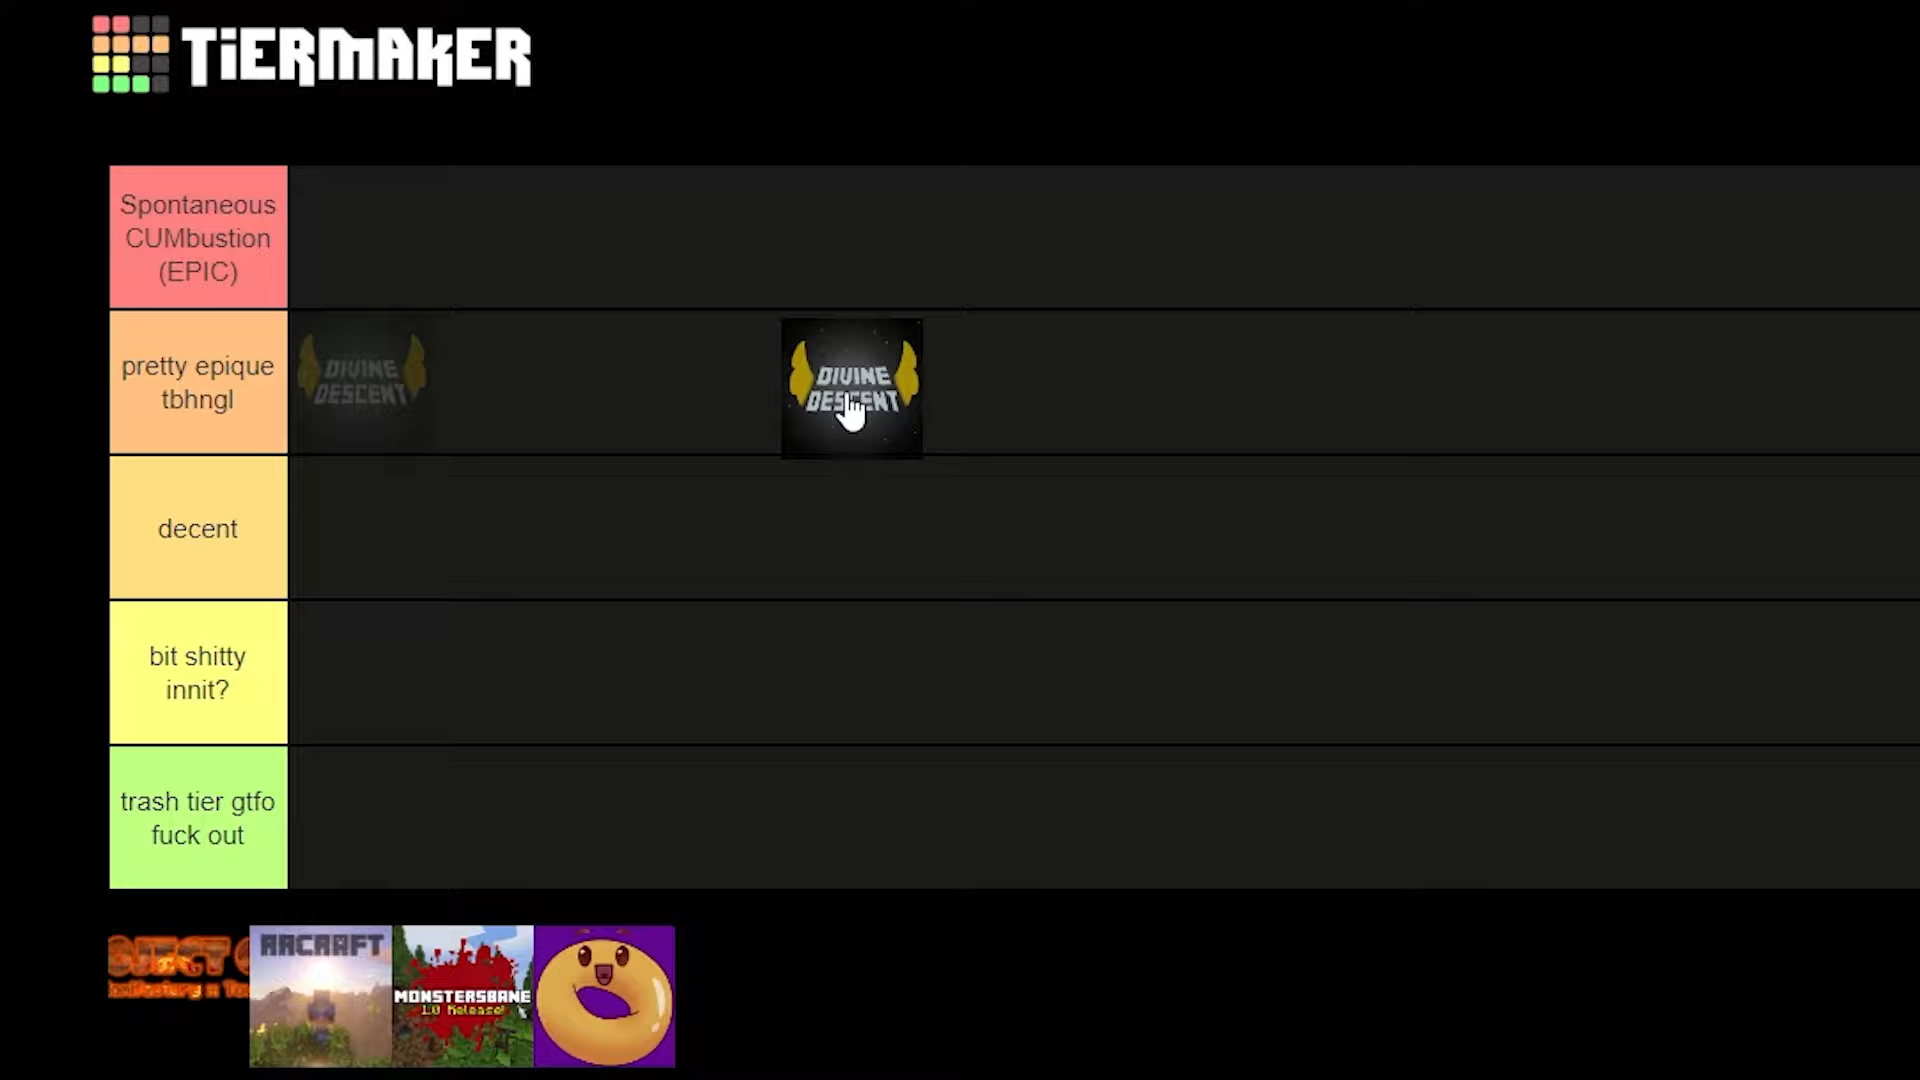 TiERMAKER
Spontaneous
CUMbustion
(EPIC)
pretty epique
tbhngl
DIVINE
DESCENT
DIVINE
DESCENT
decent
bit shitty
innit?
trash tier gtfo
fuck out
OJECT
MONSTERSBANE
1.0 Release!